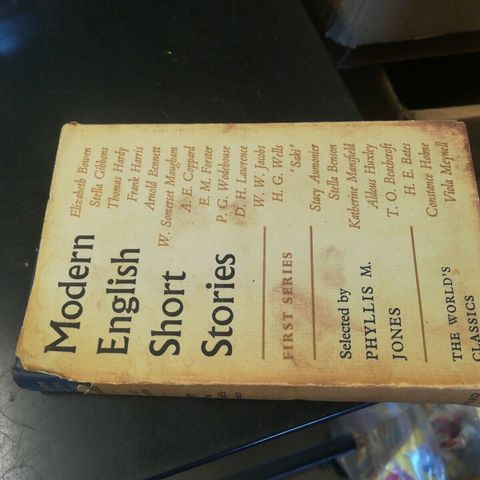 Modern
English
Short
Stories
FIRST SERIES
Selected by
PHYLLIS M.
JONES
THE WORLD'S
CLASSICS
Elizabeth Bowen
Stella Gibbons
Thomas Hardy
Frank Harris
Arnold Bennett
W. Somerset Maugham
A. E. Coppard
E. M. Forster
P. G. Wodehouse
D. H. Lawrence
W. W. Jacobs
H. G. Wells
'Saki'
Stacy Aumonier
Stella Benson
Katherine Mansfield
Aldous Huxley
T. O. Beachcroft
H. E. Bates
Constance Holme
Viola Meynell